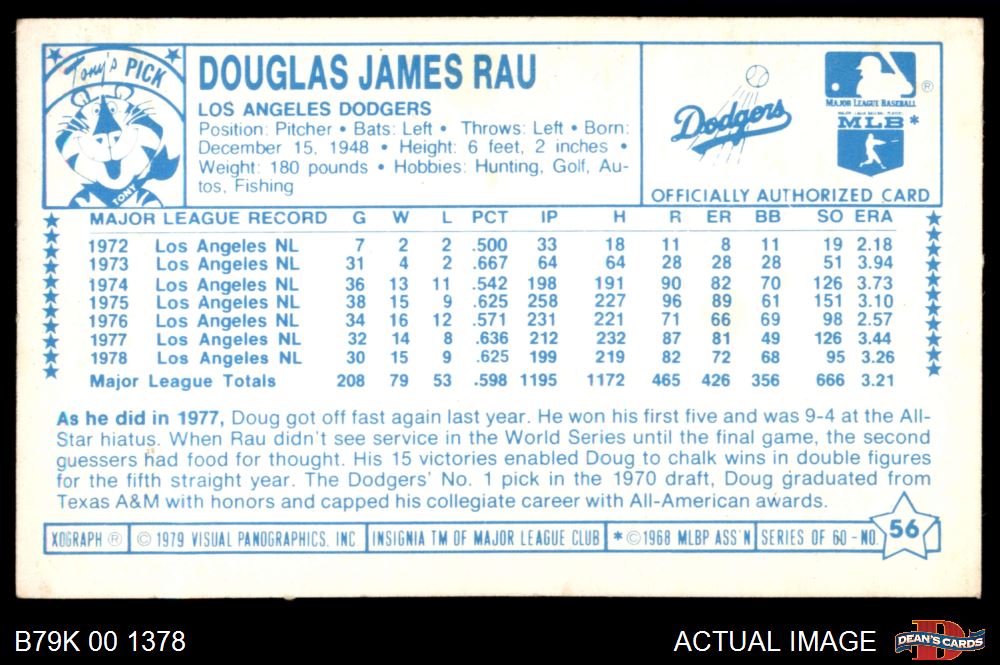 Tony's PICK
TONY
DOUGLAS JAMES RAU
LOS ANGELES DODGERS
Position: Pitcher • Bats: Left • Throws: Left • Born:
December 15, 1948 • Height: 6 feet, 2 inches •
Weight: 180 pounds • Hobbies: Hunting, Golf, Au-
tos, Fishing
Dodgers
®
MAJOR LEAGUE BASEBALL
MAJOR LEAGUE BASEBALL PLAYERS
MLB*
OFFICIALLY AUTHORIZED CARD
MAJOR LEAGUE RECORD G W L PCT IP H R ER BB SO ERA
1972 Los Angeles NL 7 2 2 .500 33 18 11 8 11 19 2.18
1973 Los Angeles NL 31 4 2 .667 64 64 28 28 28 51 3.94
1974 Los Angeles NL 36 13 11 .542 198 191 90 82 70 126 3.73
1975 Los Angeles NL 38 15 9 .625 258 227 96 89 61 151 3.10
1976 Los Angeles NL 34 16 12 .571 231 221 71 66 69 98 2.57
1977 Los Angeles NL 32 14 8 .636 212 232 87 81 49 126 3.44
1978 Los Angeles NL 30 15 9 .625 199 219 82 72 68 95 3.26
Major League Totals 208 79 53 .598 1195 1172 465 426 356 666 3.21
As he did in 1977, Doug got off fast again last year. He won his first five and was 9-4 at the All-
Star hiatus. When Rau didn't see service in the World Series until the final game, the second
guessers had food for thought. His 15 victories enabled Doug to chalk wins in double figures
for the fifth straight year. The Dodgers' No. 1 pick in the 1970 draft, Doug graduated from
Texas A&M with honors and capped his collegiate career with All-American awards.
XOGRAPH ® © 1979 VISUAL PANOGRAPHICS, INC INSIGNIA TM OF MAJOR LEAGUE CLUB *©1968 MLBP ASS'N SERIES OF 60 - NO. 56
B79K 00 1378
ACTUAL IMAGE
D
DEAN'S CARDS